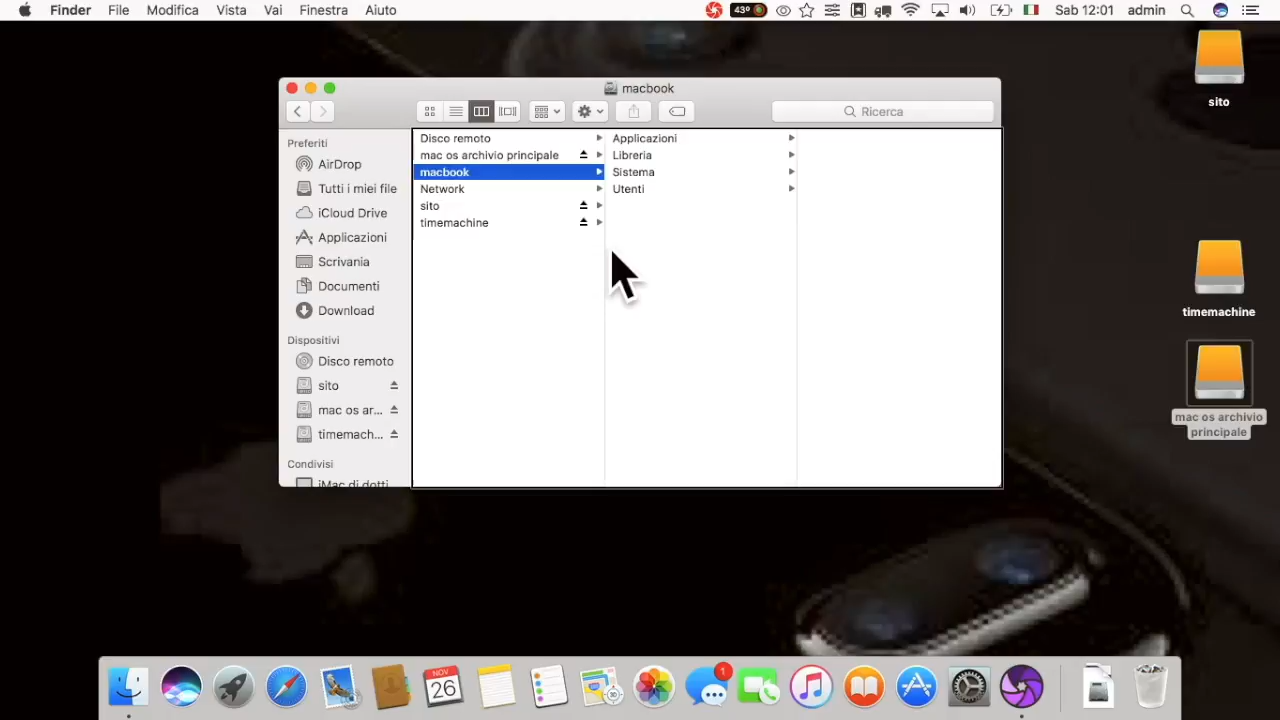 Finder File Modifica Vista Vai Finestra Aiuto 43° Sab 12:01 admin
macbook
Ricerca
Preferiti
AirDrop
Tutti i miei file
iCloud Drive
Applicazioni
Scrivania
Documenti
Download
Dispositivi
Disco remoto
sito
mac os ar...
timemach...
Condivisi
iMac di dotti
Disco remoto
mac os archivio principale
macbook
Network
sito
timemachine
Applicazioni
Libreria
Sistema
Utenti
sito
timemachine
mac os archivio
principale
NOV
26
1